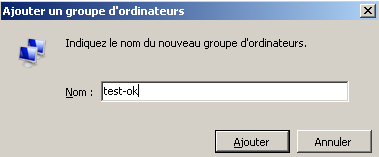 Ajouter un groupe d'ordinateurs
Indiquez le nom du nouveau groupe d'ordinateurs.
Nom : test-ok
Ajouter Annuler